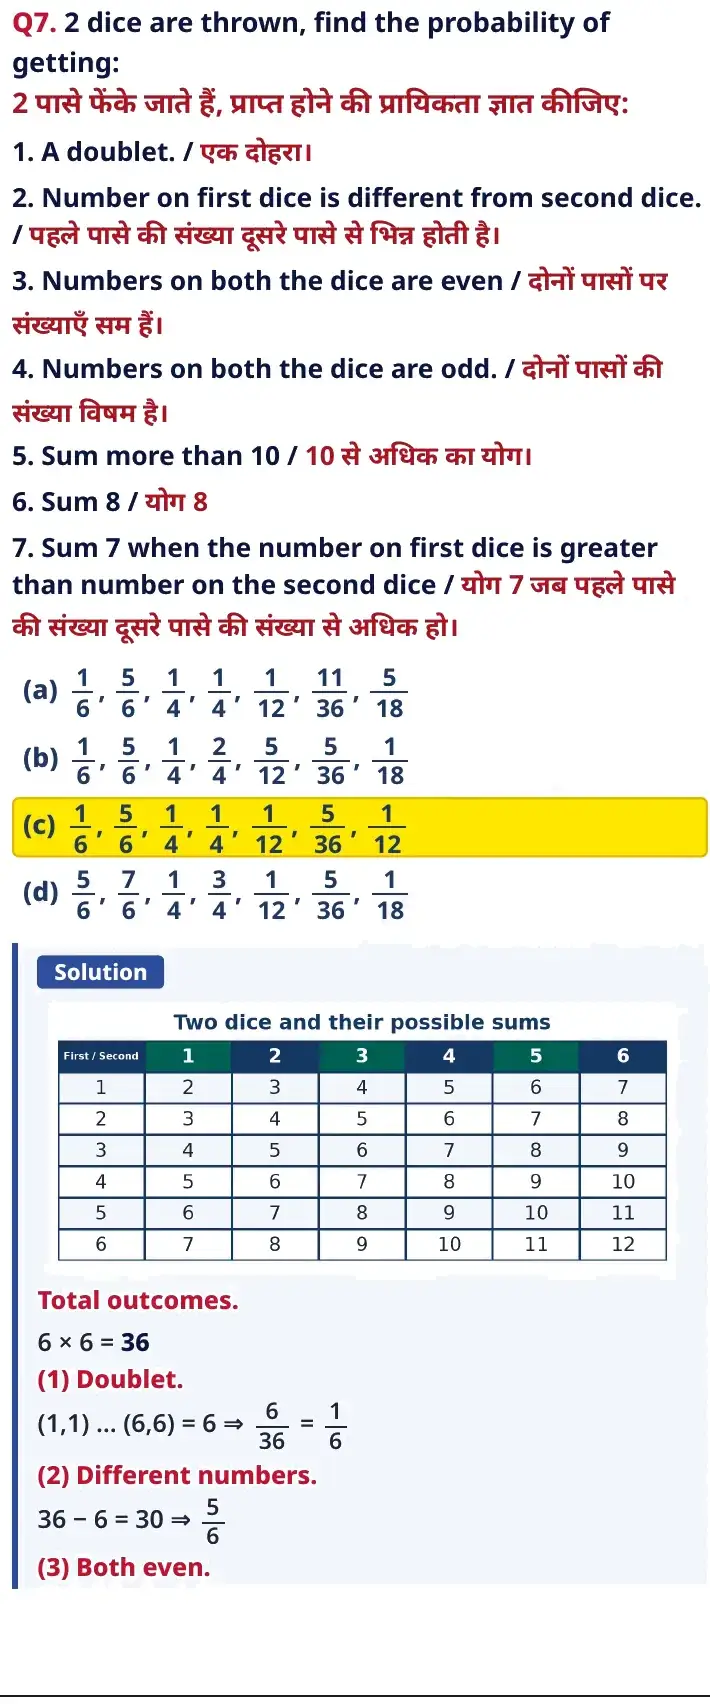 Q7. 2 dice are thrown, find the probability of
getting:
2 पासे फेंके जाते हैं, प्राप्त होने की प्रायिकता ज्ञात कीजिए:
1. A doublet. / एक दोहरा।
2. Number on first dice is different from second dice.
/ पहले पासे की संख्या दूसरे पासे से भिन्न होती है।
3. Numbers on both the dice are even / दोनों पासों पर
संख्याएँ सम हैं।
4. Numbers on both the dice are odd. / दोनों पासों की
संख्या विषम है।
5. Sum more than 10 / 10 से अधिक का योग।
6. Sum 8 / योग 8
7. Sum 7 when the number on first dice is greater
than number on the second dice / योग 7 जब पहले पासे
की संख्या दूसरे पासे की संख्या से अधिक हो।
(a) 1/6, 5/6, 1/4, 1/4, 1/12, 11/36, 5/18
(b) 1/6, 5/6, 1/4, 2/4, 5/12, 5/36, 1/18
(c) 1/6, 5/6, 1/4, 1/4, 1/12, 5/36, 1/12
(d) 5/6, 7/6, 1/4, 3/4, 1/12, 5/36, 1/18
Solution
Two dice and their possible sums
First / Second 1 2 3 4 5 6
1 2 3 4 5 6 7
2 3 4 5 6 7 8
3 4 5 6 7 8 9
4 5 6 7 8 9 10
5 6 7 8 9 10 11
6 7 8 9 10 11 12
Total outcomes.
6 × 6 = 36
(1) Doublet.
(1,1) ... (6,6) = 6 ⇒ 6/36 = 1/6
(2) Different numbers.
36 − 6 = 30 ⇒ 5/6
(3) Both even.